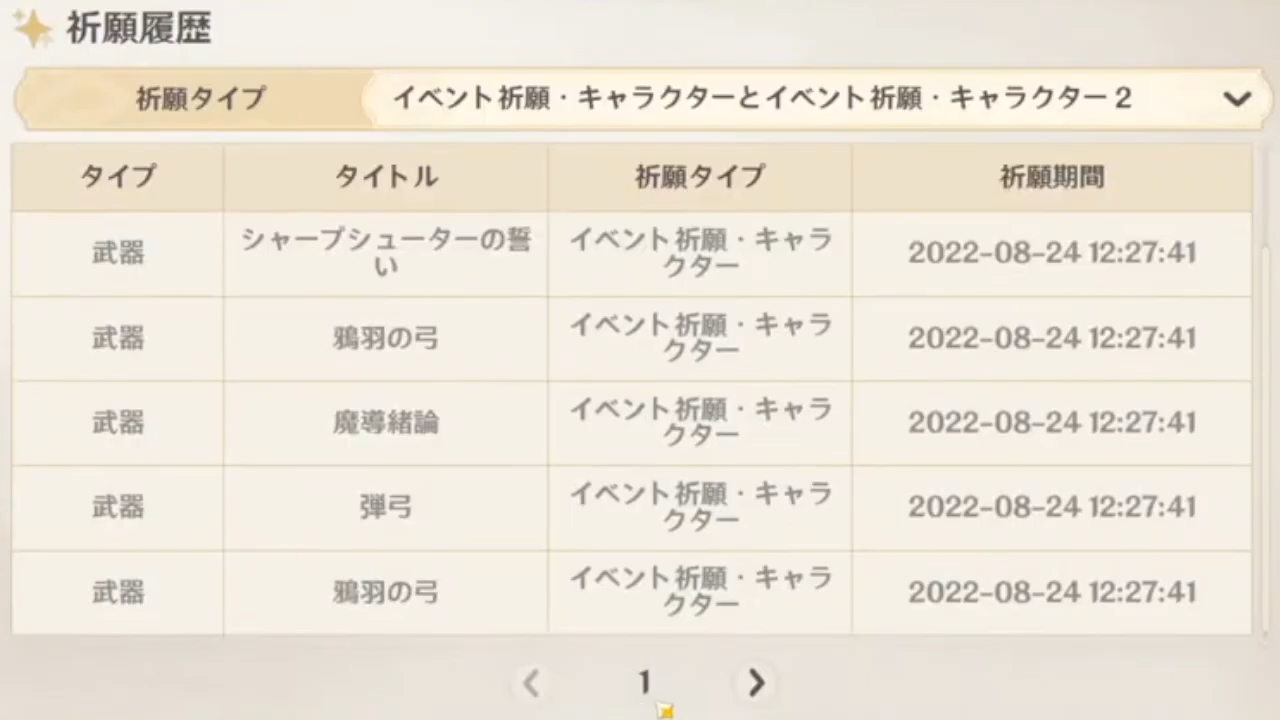 祈願履歴
祈願タイプ イベント祈願・キャラクターとイベント祈願・キャラクター2
タイプ タイトル 祈願タイプ 祈願期間
武器 シャープシューターの誓い イベント祈願・キャラクター 2022-08-24 12:27:41
武器 鴉羽の弓 イベント祈願・キャラクター 2022-08-24 12:27:41
武器 魔導緒論 イベント祈願・キャラクター 2022-08-24 12:27:41
武器 弾弓 イベント祈願・キャラクター 2022-08-24 12:27:41
武器 鴉羽の弓 イベント祈願・キャラクター 2022-08-24 12:27:41
1